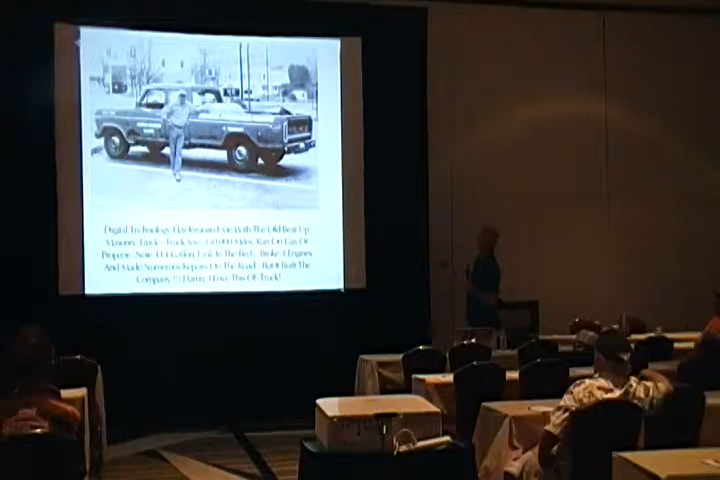 Digital Technology Has Reunited Me With The Old Beat Up
Masonry Truck - Truck Saw Miles, Ran On Gas Or
Propane - Note Gallon Tank In The Bed - Broke Engines
And Made Numerous Repairs On The Road - But It Built The
Company !!! Damn, I Love This OL' Truck!